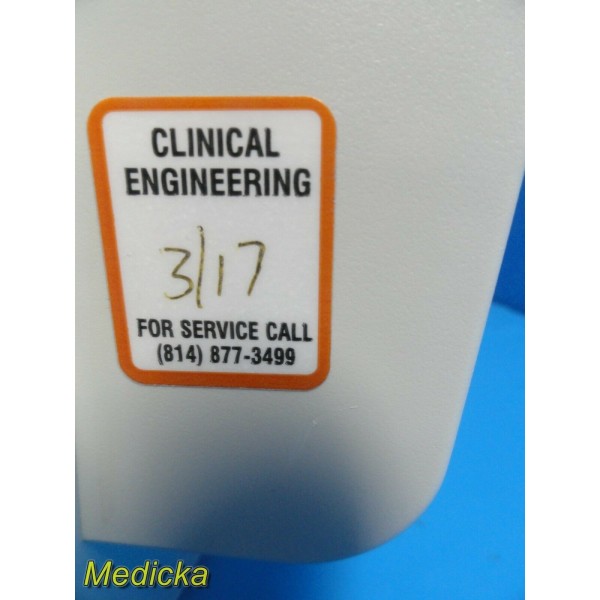 CLINICAL
ENGINEERING
3/17
FOR SERVICE CALL
(814) 877-3499
Medicka